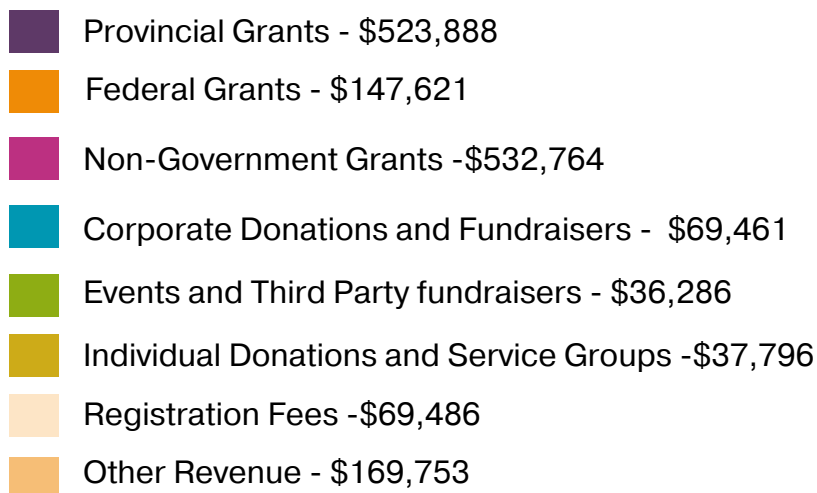 Provincial Grants - $523,888
Federal Grants - $147,621
Non-Government Grants -$532,764
Corporate Donations and Fundraisers -  $69,461
Events and Third Party fundraisers - $36,286
Individual Donations and Service Groups -$37,796
Registration Fees -$69,486
Other Revenue - $169,753